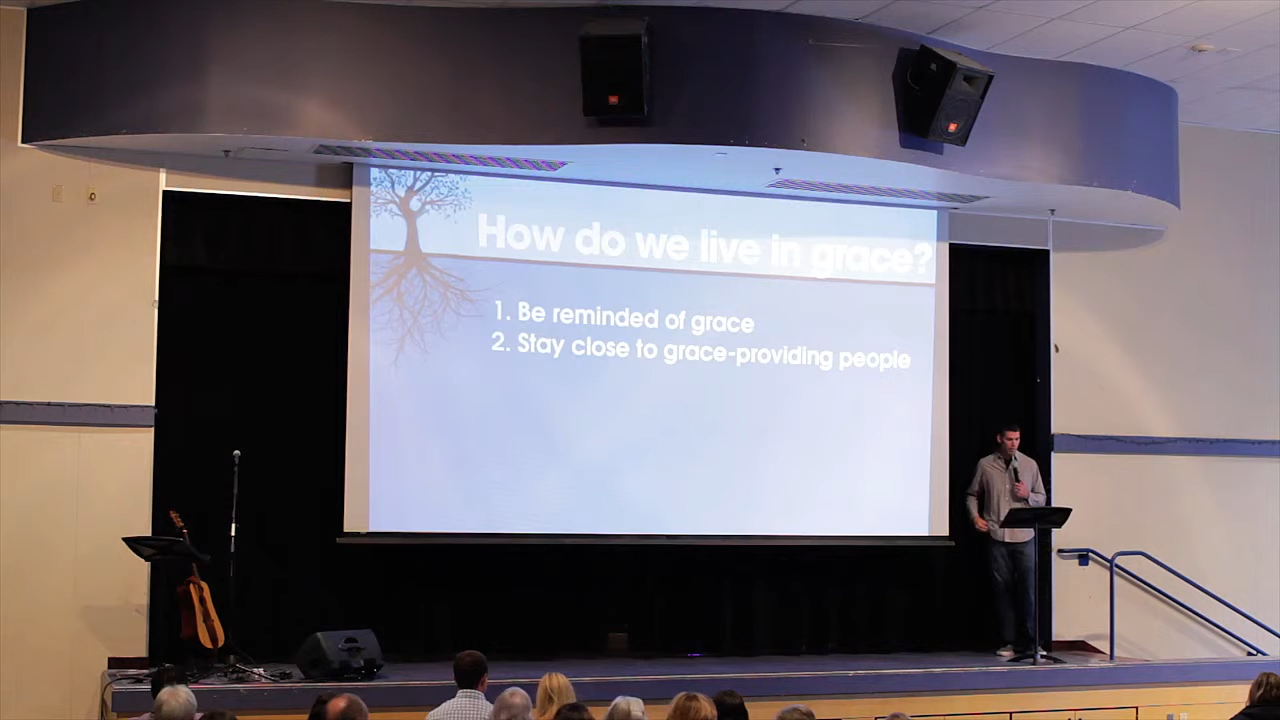 How do we live in grace?
1. Be reminded of grace
2. Stay close to grace-providing people